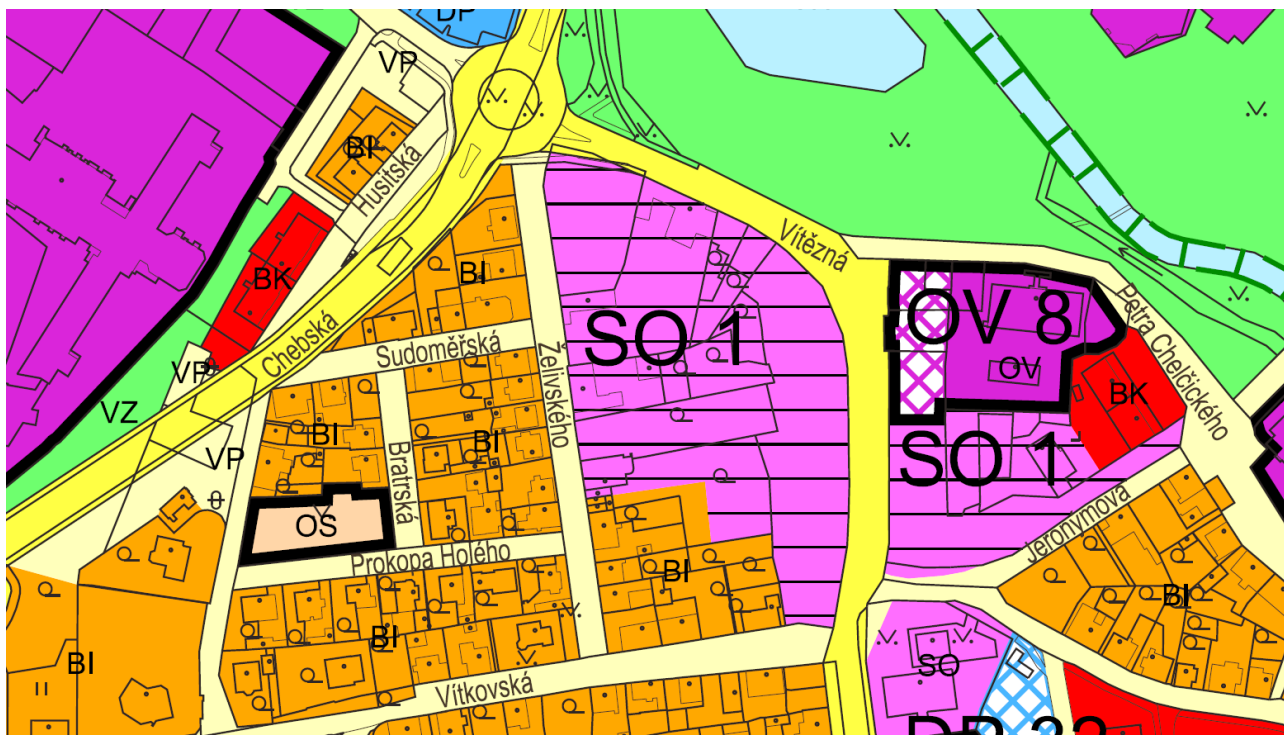 DP
VP
BI
Husitská
Vítězná
BK
BI
Petra Chelčického
OV 8
OV
BK
SO 1
Chebská
Sudoměřská
Želivského
VP
VZ
BI
BI
VP
Bratrská
SO 1
OS
Prokopa Holého
Jeronýmova
BI
BI
BI
BI
SO
Vítkovská